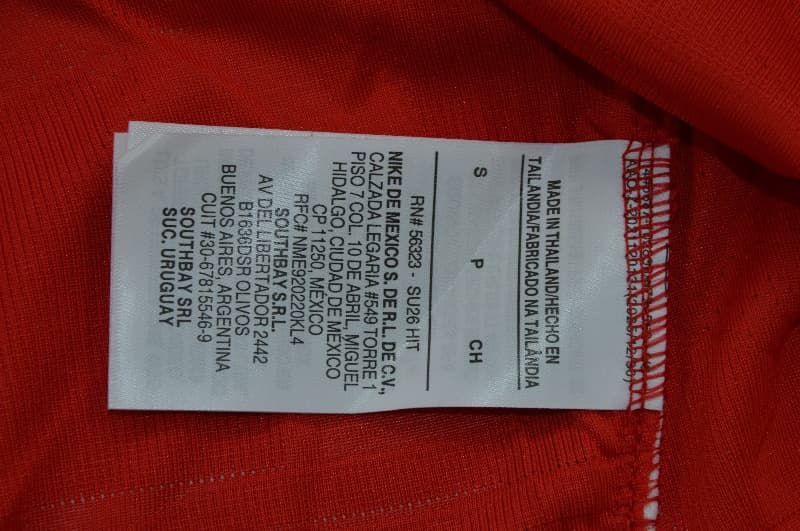 MADE IN THAILAND/HECHO EN
TAILANDIA/FABRICADO NA TAILÂNDIA
S P CH
RN# 56323 - SU26 HIT
NIKE DE MEXICO S. DE R.L. DE C.V.,
CALZADA LEGARIA #549 TORRE 1
PISO 7 COL. 10 DE ABRIL, MIGUEL
HIDALGO, CIUDAD DE MEXICO
CP 11250, MEXICO
RFC# NME920220KL4
SOUTHBAY S.R.L.
AV DEL LIBERTADOR 2442
B1636DSR OLIVOS
BUENOS AIRES, ARGENTINA
CUIT #30-67815546-9
SOUTHBAY SRL
SUC. URUGUAY